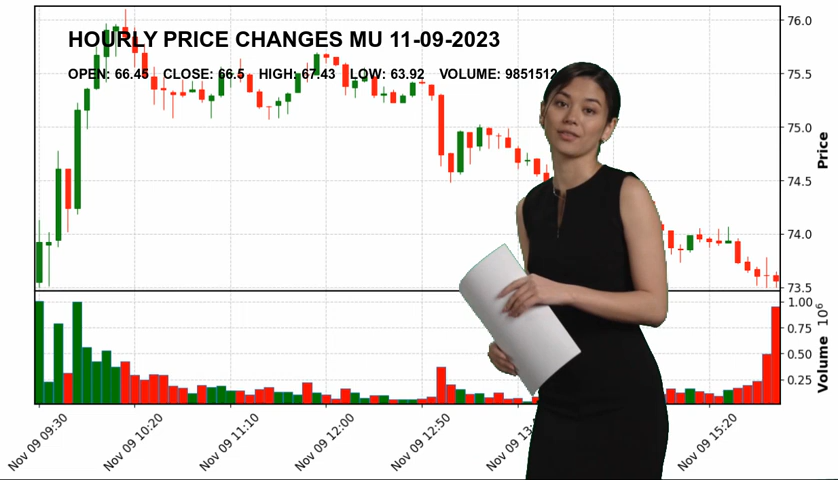 HOURLY PRICE CHANGES MU 11-09-2023
OPEN: 66.45 CLOSE: 66.5 HIGH: 67.43 LOW: 63.92 VOLUME: 9851512
76.0
75.5
75.0
74.5
74.0
73.5
Price
1.00
0.75
0.50
0.25
Volume 10^6
Nov 09 09:30
Nov 09 10:20
Nov 09 11:10
Nov 09 12:00
Nov 09 12:50
Nov 09 15:20